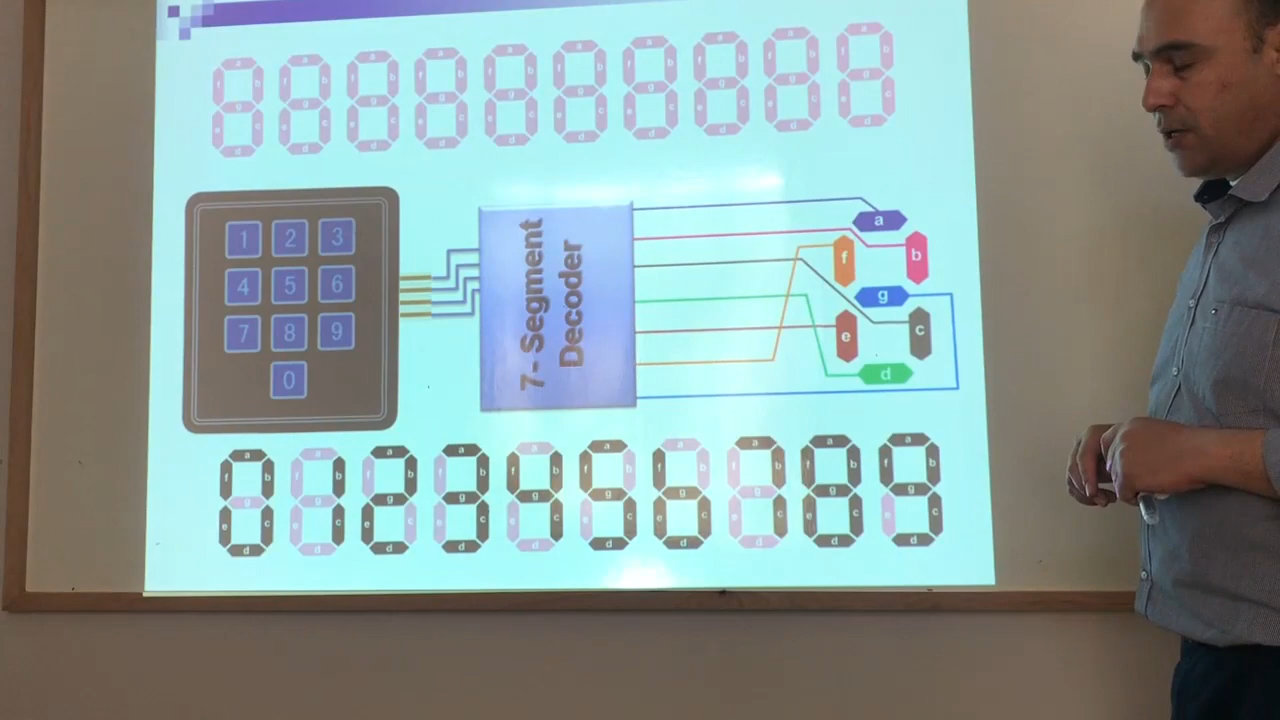 a a a a a a a a a a
f b f b f b f b f b f b f b f b f b f b
g g g g g g g g g g
e c e c e c e c e c e c e c e c e c e c
d d d d d d d d d d
1 2 3
4 5 6
7 8 9
0
7- Segment
Decoder
a
f b
g
e c
d
a a a a a a a a a a
f b f b f b f b f b f b f b f b f b f b
g g g g g g g g g g
e c e c e c e c e c e c e c e c e c e c
d d d d d d d d d d